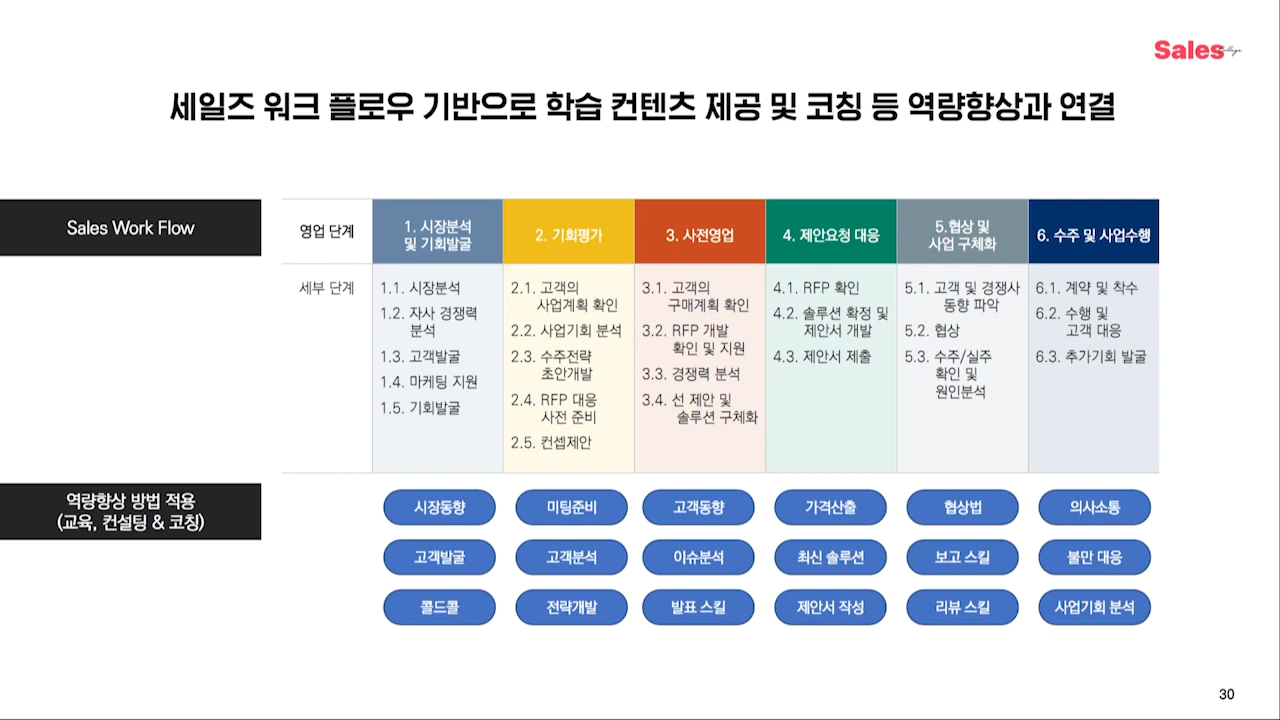 Sales College
세일즈 워크 플로우 기반으로 학습 컨텐츠 제공 및 코칭 등 역량향상과 연결
Sales Work Flow
영업 단계
1. 시장분석
및 기회발굴
2. 기회평가
3. 사전영업
4. 제안요청 대응
5.협상 및
사업 구체화
6. 수주 및 사업수행
세부 단계
1.1. 시장분석
1.2. 자사 경쟁력
분석
1.3. 고객발굴
1.4. 마케팅 지원
1.5. 기회발굴
2.1. 고객의
사업계획 확인
2.2. 사업기회 분석
2.3. 수주전략
초안개발
2.4. RFP 대응
사전 준비
2.5. 컨셉제안
3.1. 고객의
구매계획 확인
3.2. RFP 개발
확인 및 지원
3.3. 경쟁력 분석
3.4. 선 제안 및
솔루션 구체화
4.1. RFP 확인
4.2. 솔루션 확정 및
제안서 개발
4.3. 제안서 제출
5.1. 고객 및 경쟁사
동향 파악
5.2. 협상
5.3. 수주/실주
확인 및
원인분석
6.1. 계약 및 착수
6.2. 수행 및
고객 대응
6.3. 추가기회 발굴
역량향상 방법 적용
(교육, 컨설팅 & 코칭)
시장동향
미팅준비
고객동향
가격산출
협상법
의사소통
고객발굴
고객분석
이슈분석
최신 솔루션
보고 스킬
불만 대응
콜드콜
전략개발
발표 스킬
제안서 작성
리뷰 스킬
사업기회 분석
30